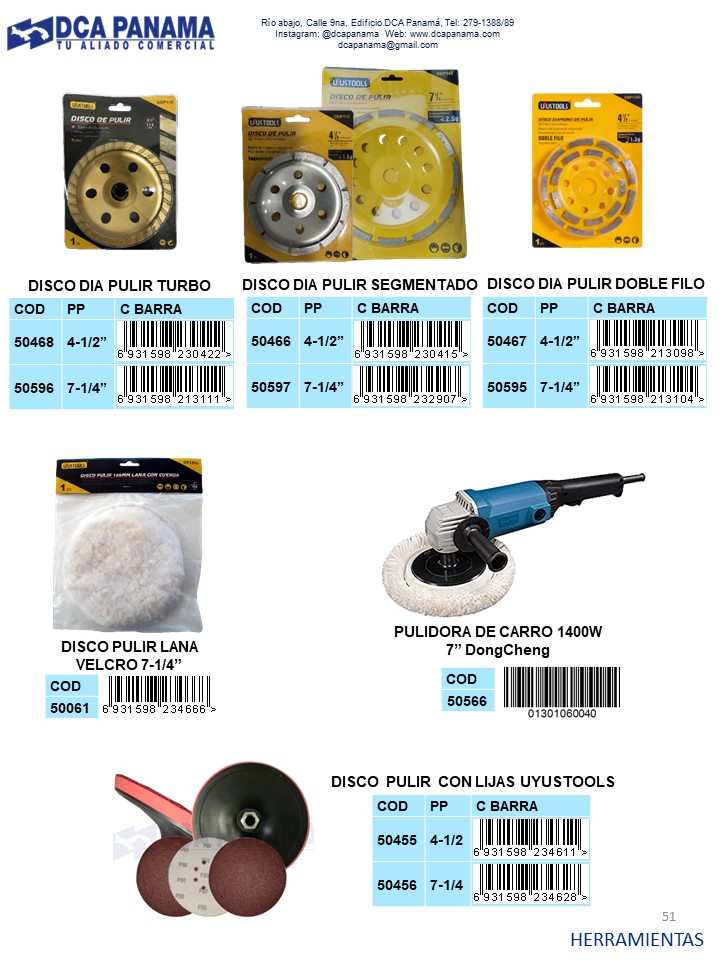 DCA PANAMA
TU ALIADO COMERCIAL
Río abajo, Calle 9na, Edificio DCA Panamá, Tel: 279-1388/89
Instagram: @dcapanama Web: www.dcapanama.com
dcapanama@gmail.com
UYUSTOOLS
DISCO DE PULIR
1
UYUSTOOLS
DISCO DE PULIR
4½"
1
7¼"
UYUSTOOLS
4½"
DOBLE FILO
1
DISCO DIA PULIR TURBO
COD PP C BARRA
50468 4-1/2” 6 931598 230422 >
50596 7-1/4” 6 931598 213111 >
DISCO DIA PULIR SEGMENTADO
COD PP C BARRA
50466 4-1/2” 6 931598 230415 >
50597 7-1/4” 6 931598 232907 >
DISCO DIA PULIR DOBLE FILO
COD PP C BARRA
50467 4-1/2” 6 931598 213098 >
50595 7-1/4” 6 931598 213104 >
UYUSTOOLS
DISCO PULIR 180MM LANA CON CUERDA
1
DISCO PULIR LANA
VELCRO 7-1/4”
COD
50061 6 931598 234666 >
PULIDORA DE CARRO 1400W
7” DongCheng
COD
50566
01301060040
DISCO PULIR CON LIJAS UYUSTOOLS
COD PP C BARRA
50455 4-1/2 6 931598 234611 >
50456 7-1/4 6 931598 234628 >
51
HERRAMIENTAS